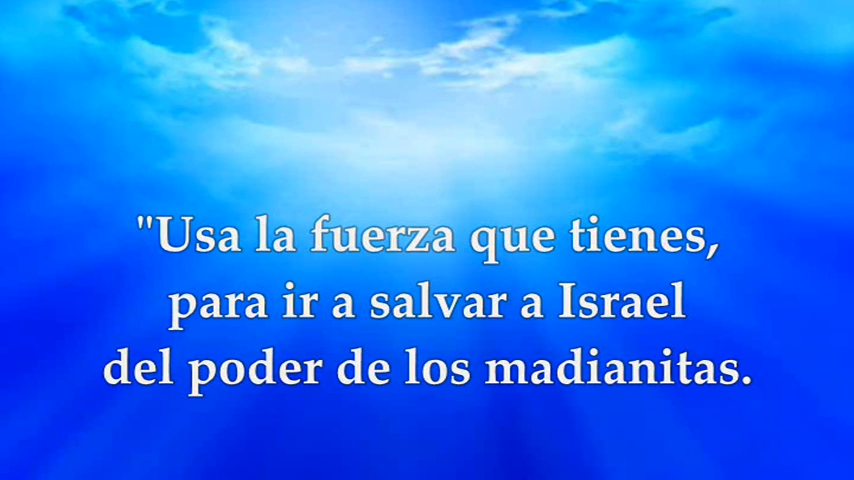 "Usa la fuerza que tienes,
para ir a salvar a Israel
del poder de los madianitas.